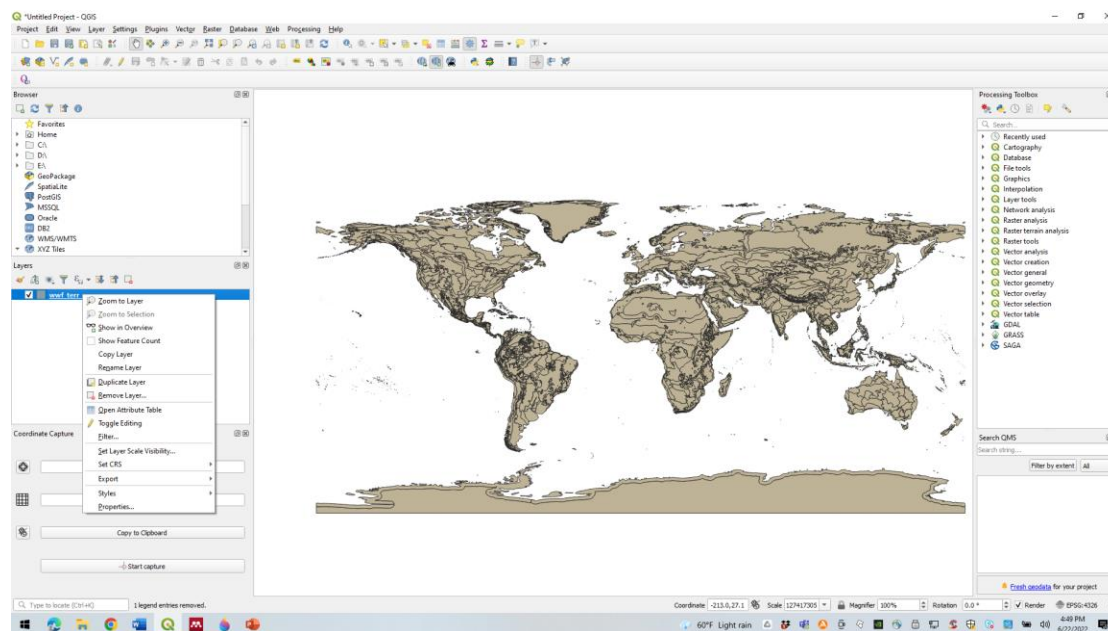 *Untitled Project - QGIS
Project Edit View Layer Settings Plugins Vector Raster Database Web Processing Help
Browser
Favorites
Home
C:\
D:\
E:\
GeoPackage
SpatiaLite
PostGIS
MSSQL
Oracle
DB2
WMS/WMTS
XYZ Tiles
Layers
wwf_terr
Zoom to Layer
Zoom to Selection
Show in Overview
Show Feature Count
Copy Layer
Rename Layer
Duplicate Layer
Remove Layer...
Open Attribute Table
Toggle Editing
Filter...
Set Layer Scale Visibility...
Set CRS
Export
Styles
Properties...
Coordinate Capture
Copy to Clipboard
Start capture
Processing Toolbox
Search...
Recently used
Cartography
Database
File tools
Graphics
Interpolation
Layer tools
Network analysis
Raster analysis
Raster terrain analysis
Raster tools
Vector analysis
Vector creation
Vector general
Vector geometry
Vector overlay
Vector selection
Vector table
GDAL
GRASS
SAGA
Search QMS
Search string...
Filter by extent All
Fresh geodata for your project
Type to locate (Ctrl+K) 1 legend entries removed. Coordinate -213.0,27.1 Scale 127417305 Magnifier 100% Rotation 0.0 ° Render EPSG:4326
60°F Light rain 4:49 PM
6/22/2022